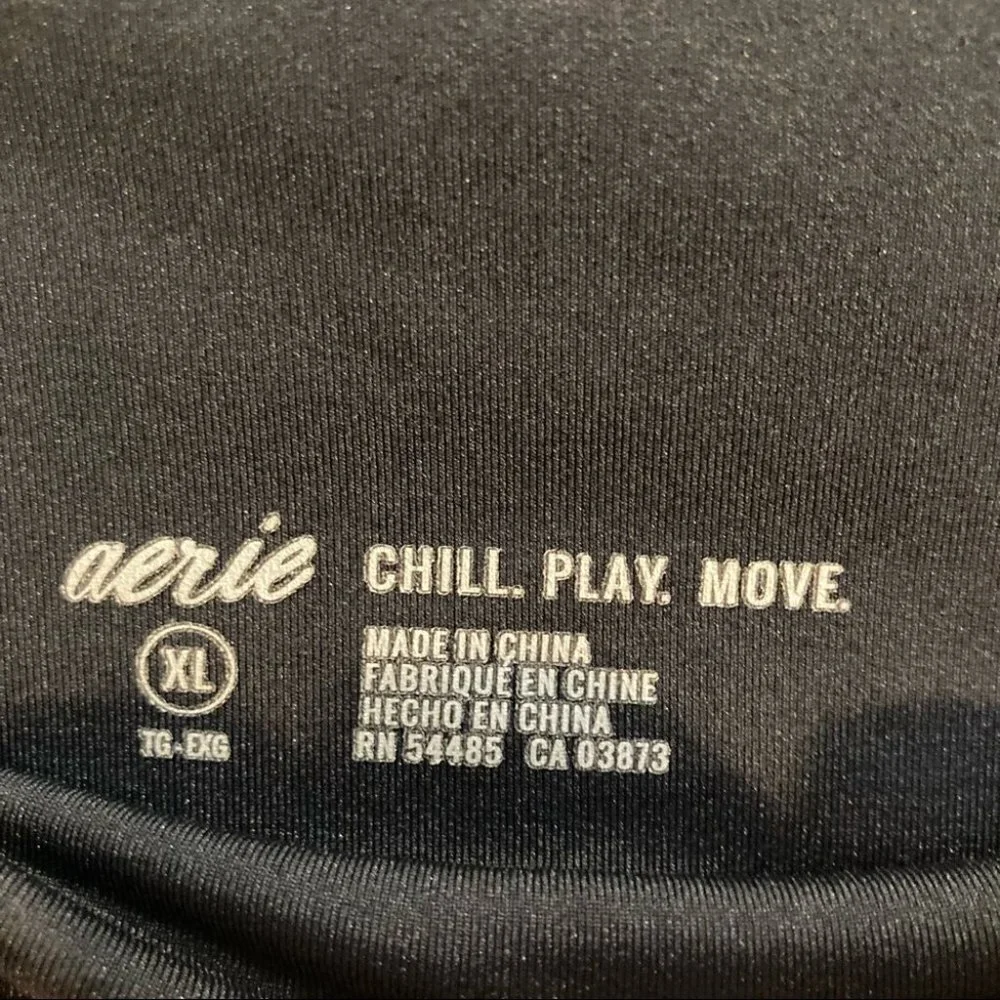 aerie CHILL. PLAY. MOVE.
XL
TG-EXG
MADE IN CHINA
FABRIQUÉ EN CHINE
HECHO EN CHINA
RN 54485 CA 03873